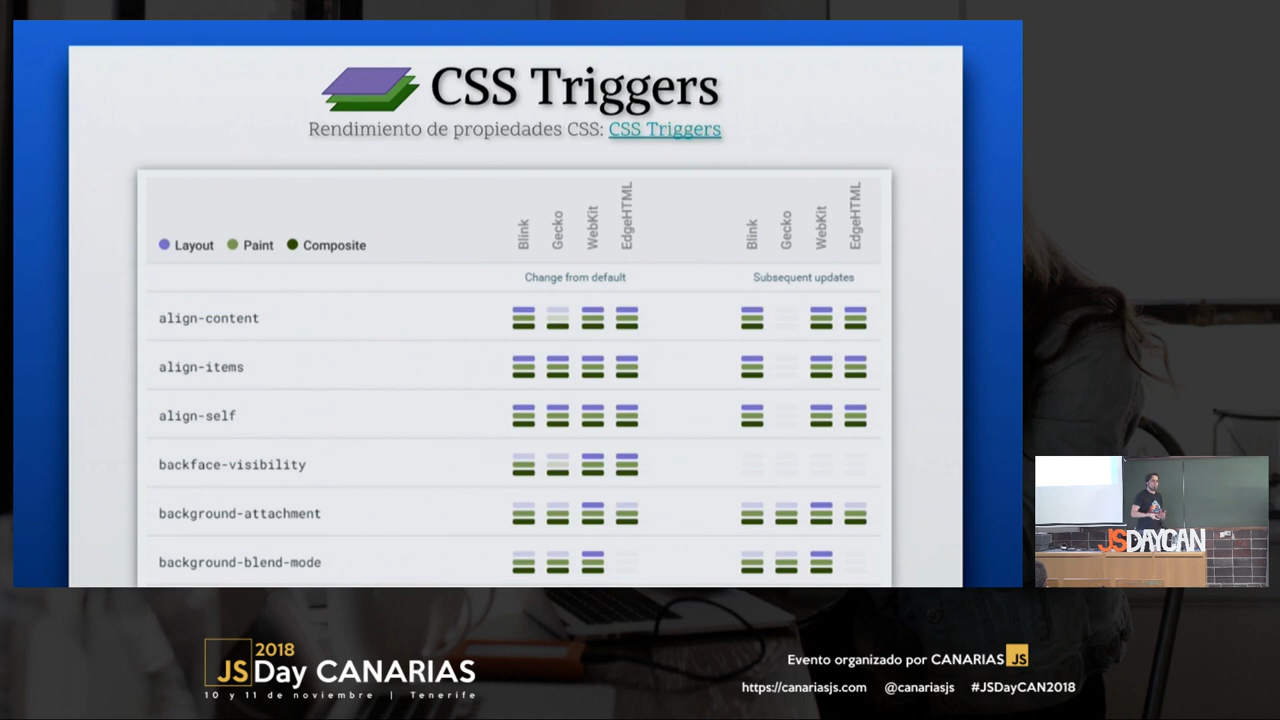 CSS Triggers
Rendimiento de propiedades CSS: CSS Triggers
Layout Paint Composite
Blink Gecko WebKit EdgeHTML Blink Gecko WebKit EdgeHTML
Change from default Subsequent updates
align-content
align-items
align-self
backface-visibility
background-attachment
background-blend-mode
JSDAYCAN
2018
JSDay CANARIAS
10 y 11 de noviembre | Tenerife
Evento organizado por CANARIAS JS
https://canariasjs.com @canariasjs #JSDayCAN2018